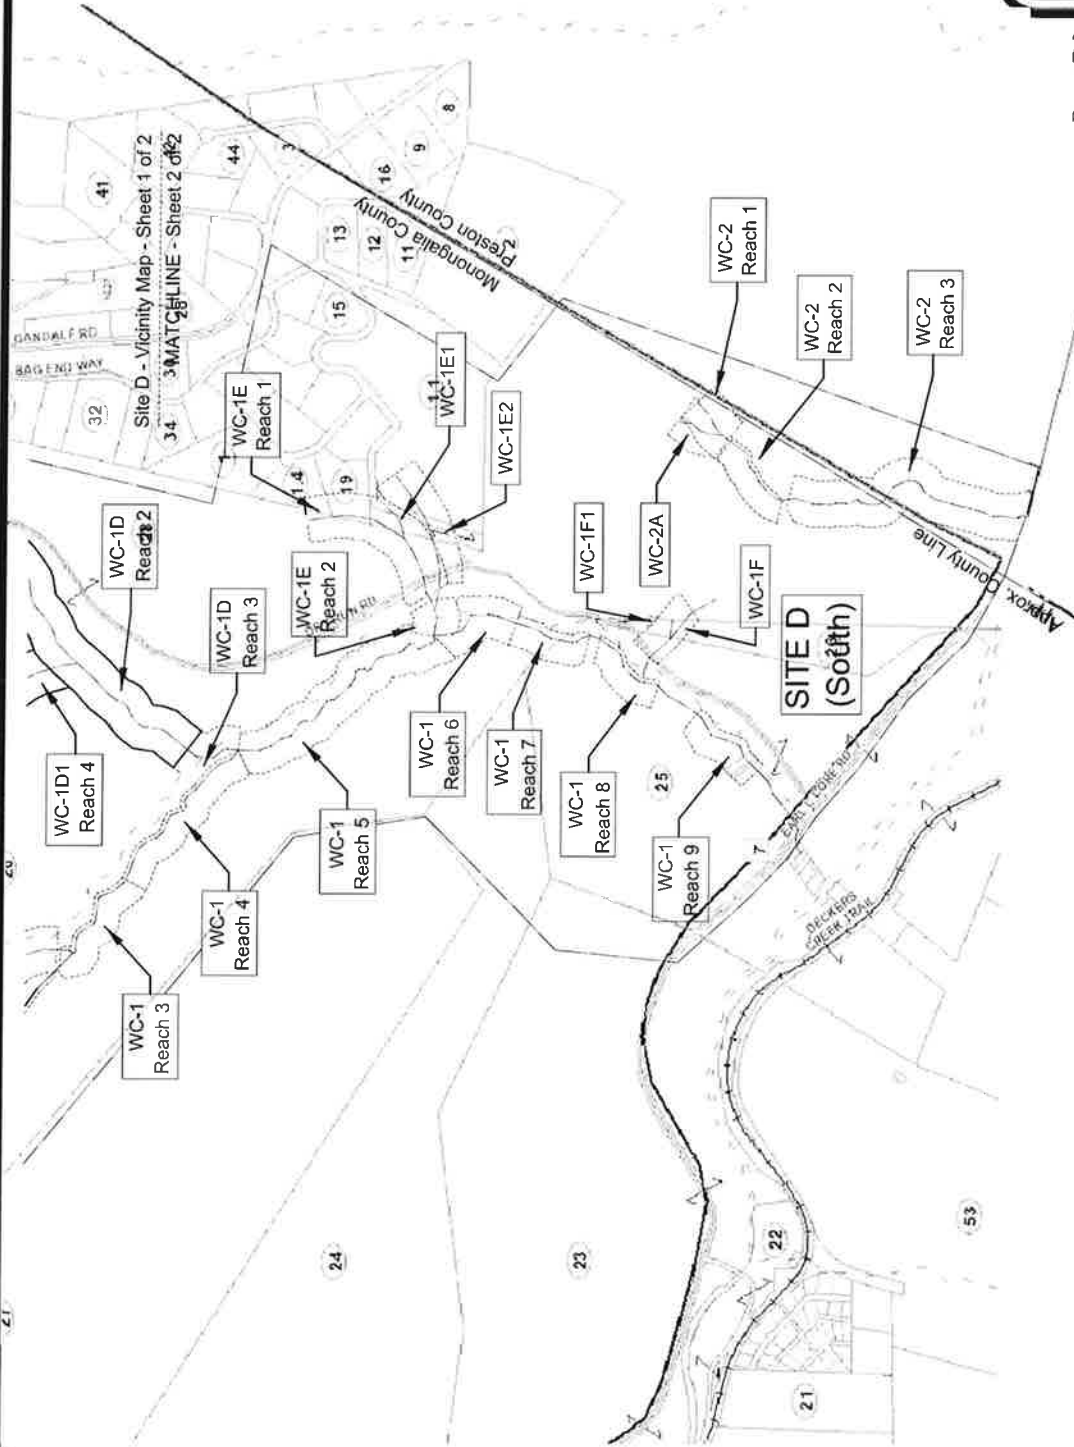 41
44
3
16
9
8
13
12
11
15
GANDALF RD
BAG END WAY
32
34
Site D - Vicinity Map - Sheet 1 of 2
MATCHLINE - Sheet 2 of 2
Monongalia County
Preston County
WC-1E
Reach 1
WC-1E1
WC-1E2
19
WC-1D
Reach 2
WC-1E
Reach 2
WC-1D
Reach 3
WC-1D1
Reach 4
WC-1
Reach 3
WC-1
Reach 4
WC-1
Reach 5
WC-1
Reach 6
WC-1
Reach 7
WC-1
Reach 8
WC-1
Reach 9
25
WC-1F1
WC-1F
WC-2A
WC-2
Reach 1
WC-2
Reach 2
WC-2
Reach 3
Approx. County Line
SITE D
(South)
7
DECKERS
CREEK TRAIL
24
23
22
21
53